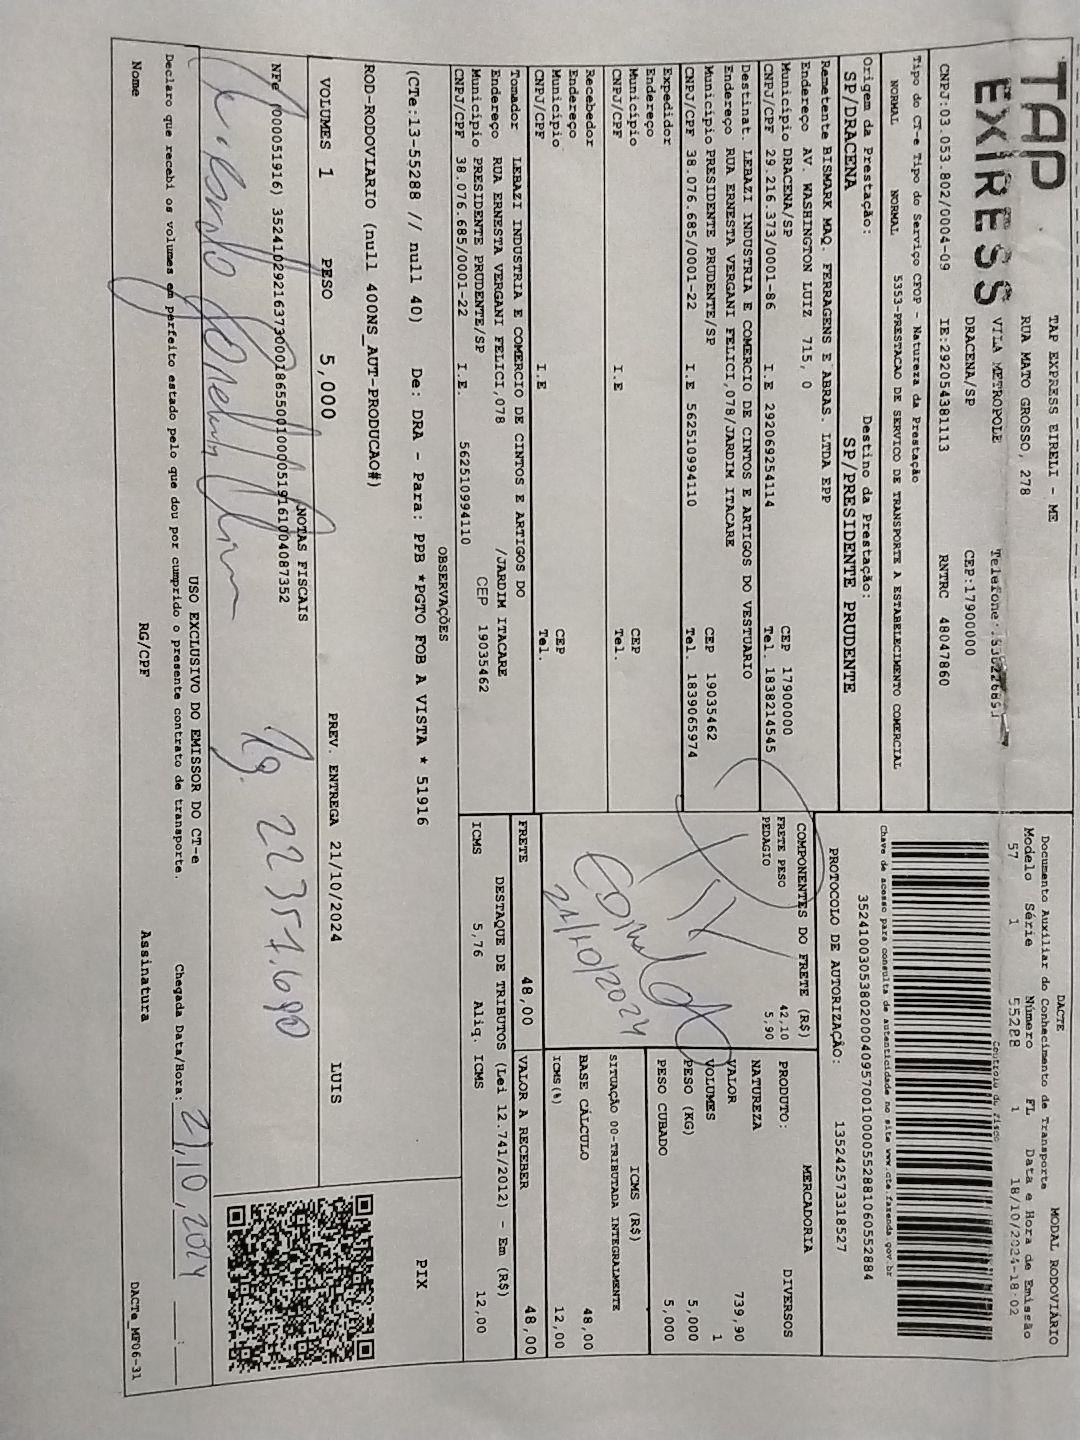 TAP
EXIRESS
TAP EXPRESS EIRELI - ME
RUA MATO GROSSO, 278
VILA METROPOLE
DRACENA/SP
CEP:17900000
CNPJ:03.053.802/0004-09 IE:292054381113 RNTRC 48047860
DACTE
Documento Auxiliar do Conhecimento de Transporte
MODAL RODOVIÁRIO
Modelo Série Número FL Data e Hora de Emissão
57 1 55288 1 18/10/2024-18:02
Controle do Fisco
Chave de acesso para consulta de autenticidade no site www.cte.fazenda.gov.br
35241003053802000409570010000552881060552884
PROTOCOLO DE AUTORIZAÇÃO: 135242573318527
Tipo do CT-e Tipo do Serviço CFOP - Natureza da Prestação
NORMAL NORMAL 5353-PRESTACAO DE SERVICO DE TRANSPORTE A ESTABELECIMENTO COMERCIAL
Origem da Prestação: Destino da Prestação:
SP/DRACENA SP/PRESIDENTE PRUDENTE
Remetente BISMARK MAQ. FERRAGENS E ABRAS. LTDA EPP
Endereço AV. WASHINGTON LUIZ 715, 0
Município DRACENA/SP CEP 17900000
CNPJ/CPF 29.216.373/0001-86 I.E 292069254114 Tel. 1838214545
Destinat. LEBAZI INDUSTRIA E COMERCIO DE CINTOS E ARTIGOS DO VESTUARIO
Endereço RUA ERNESTA VERGANI FELICI,078/JARDIM ITACARE
Município PRESIDENTE PRUDENTE/SP CEP 19035462
CNPJ/CPF 38.076.685/0001-22 I.E 562510994110 Tel. 1839065974
Expedidor
Endereço
Município CEP
CNPJ/CPF I.E Tel.
Recebedor
Endereço
Município CEP
CNPJ/CPF I.E Tel.
Tomador LEBAZI INDUSTRIA E COMERCIO DE CINTOS E ARTIGOS DO
Endereço RUA ERNESTA VERGANI FELICI,078 /JARDIM ITACARE
Município PRESIDENTE PRUDENTE/SP CEP 19035462
CNPJ/CPF 38.076.685/0001-22 I.E. 562510994110
COMPONENTES DO FRETE (R$)
FRETE PESO 42,10
PEDAGIO 5,90
21/10/2024
MERCADORIA
PRODUTO: DIVERSOS
NATUREZA
VALOR 739,90
VOLUMES 1
PESO (KG) 5,000
PESO CUBADO 5,000
ICMS (R$)
SITUAÇÃO 00-TRIBUTADA INTEGRALMENTE
BASE CÁLCULO 48,00
ICMS(%) 12,00
FRETE 48,00 VALOR A RECEBER 48,00
DESTAQUE DE TRIBUTOS (Lei 12.741/2012) - Em (R$)
ICMS 5,76 Aliq. ICMS 12,00
OBSERVAÇÕES
(CTe:13-55288 // null 40) De: DRA - Para: PPB *PGTO FOB A VISTA * 51916
ROD-RODOVIARIO (null 400NS_AUT-PRODUCAO#)
PIX
VOLUMES 1 PESO 5,000 PREV. ENTREGA 21/10/2024 LUIS
NOTAS FISCAIS
NFe (000051916) 35241029216373000186550010000519161004087352
Rg. 22357.690
USO EXCLUSIVO DO EMISSOR DO CT-e
Declaro que recebi os volumes em perfeito estado pelo que dou por cumprido o presente contrato de transporte.
Chegada Data/Hora: 21/10/2024 :
Nome RG/CPF Assinatura DACTe_MF06-31